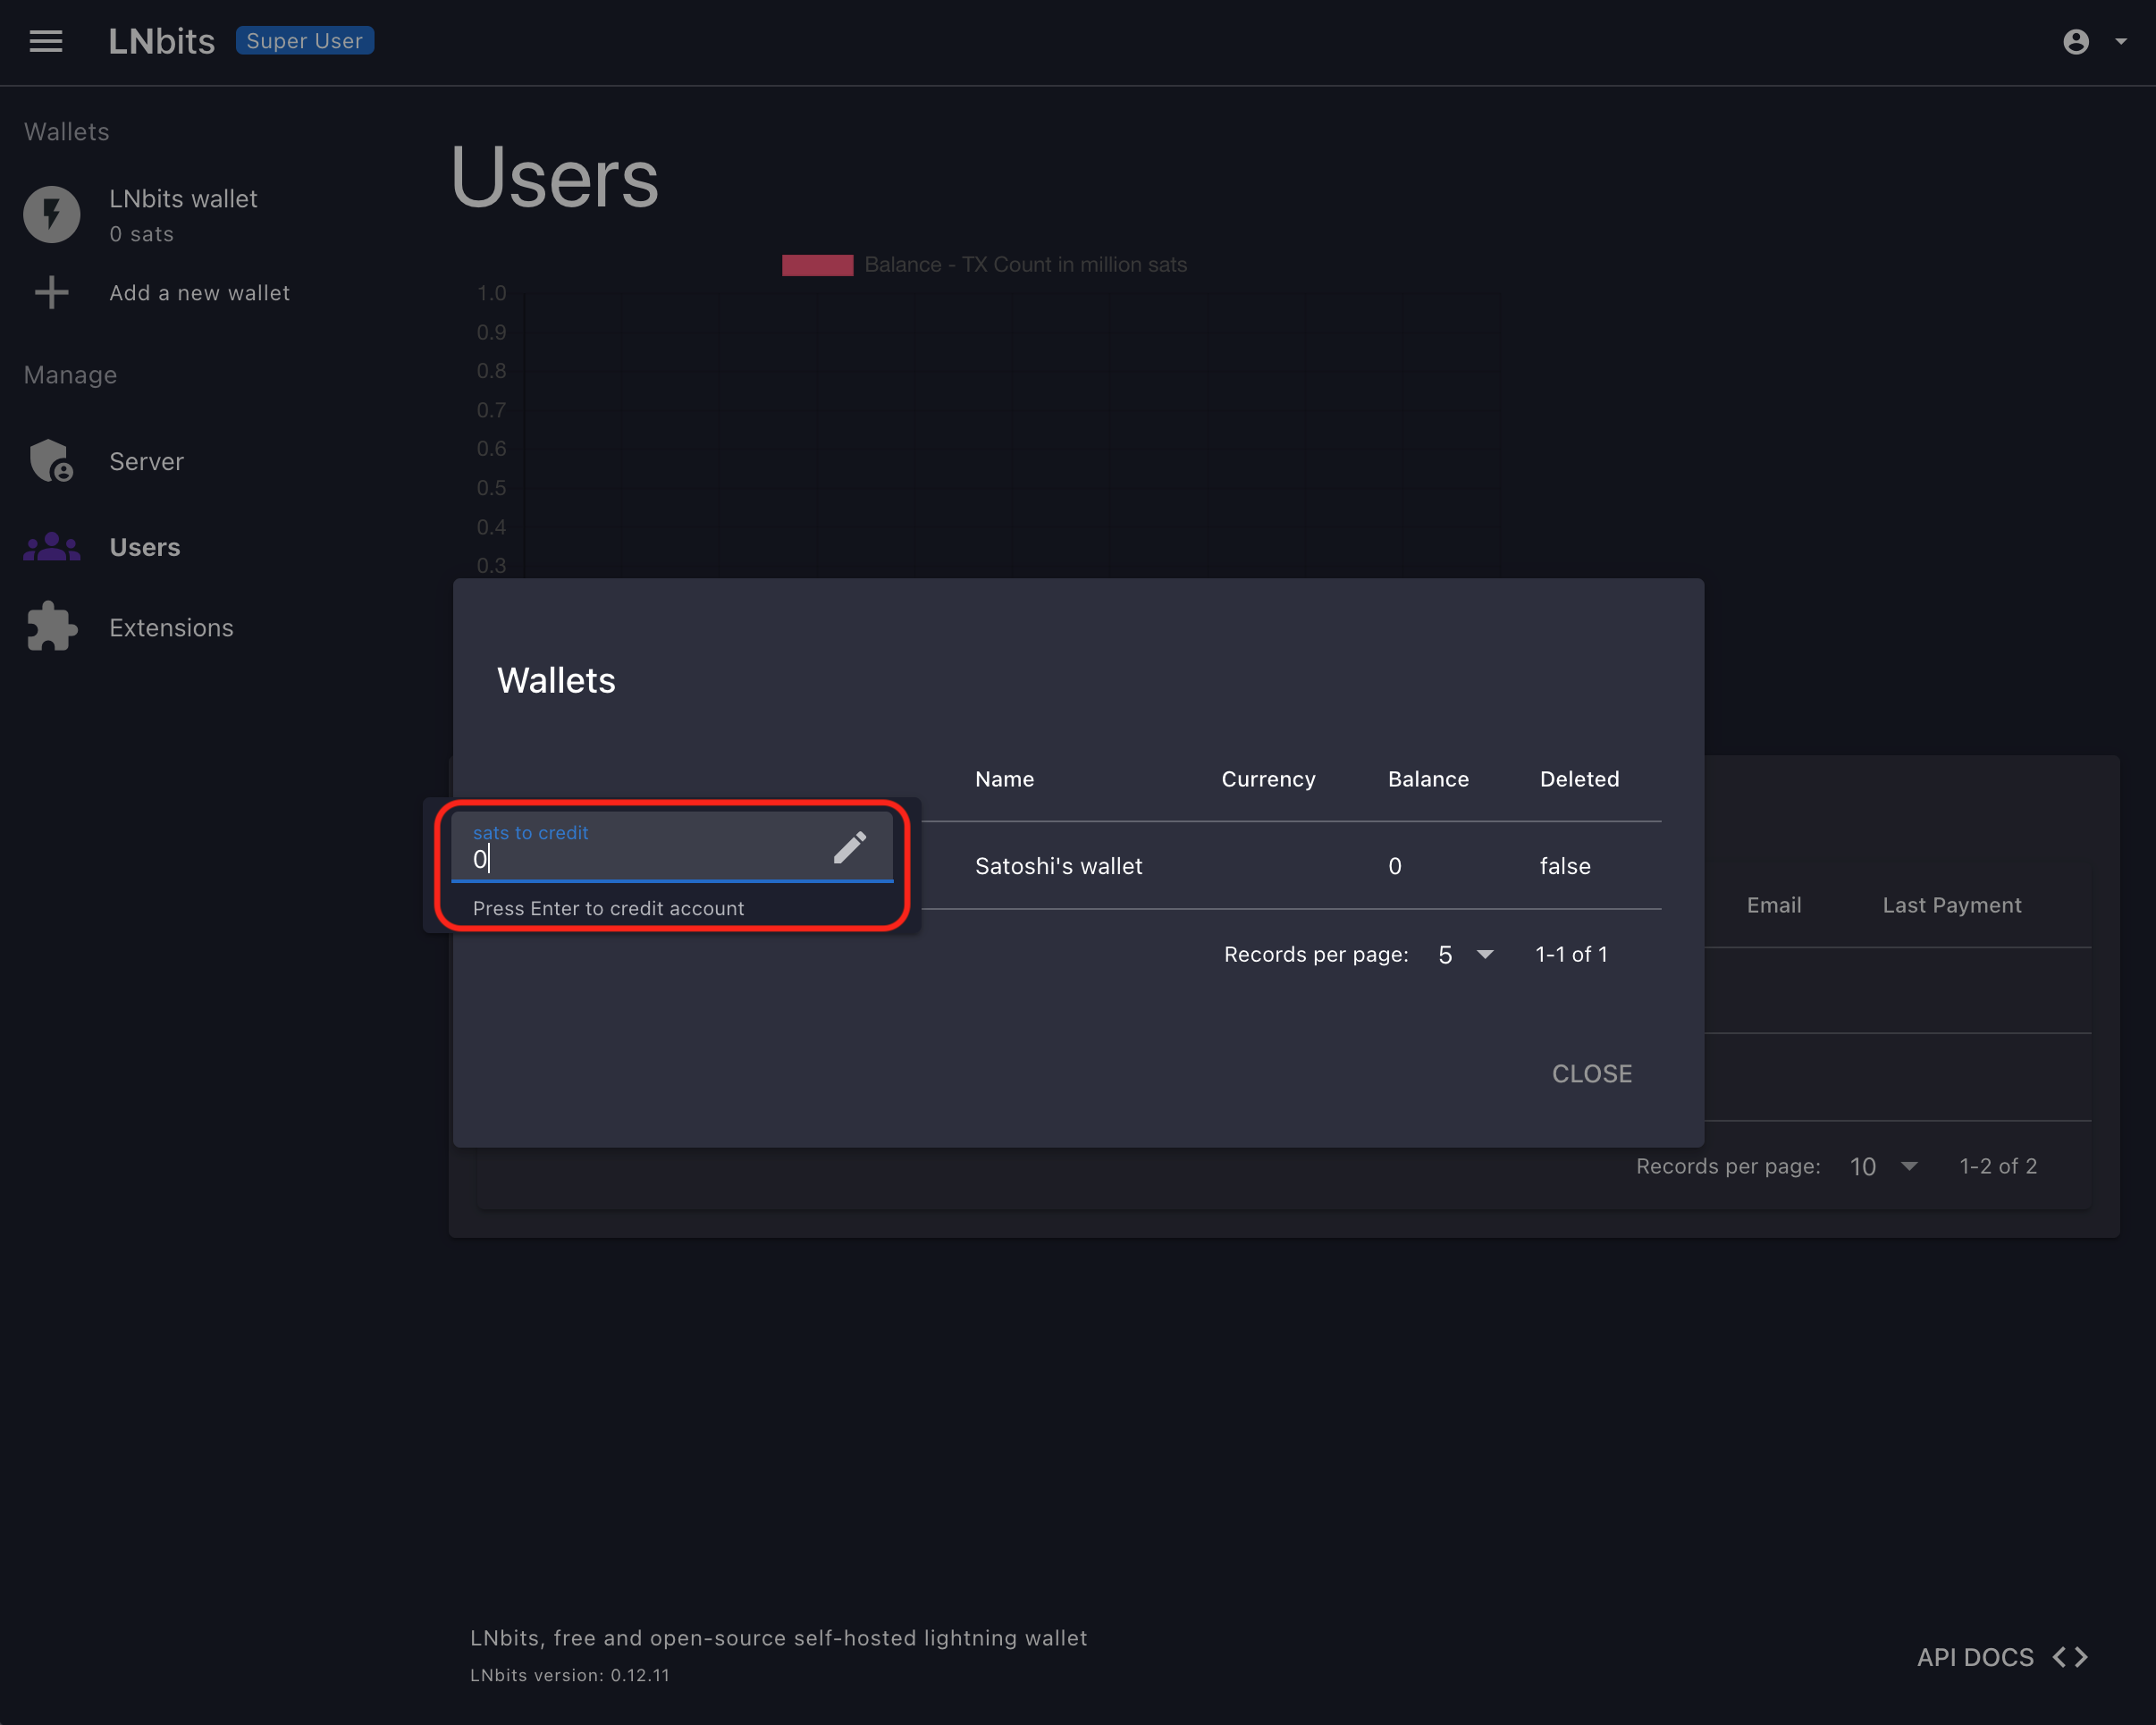 LNbits Super User
Wallets
LNbits wallet
0 sats
Add a new wallet
Manage
Server
Users
Extensions
Users
Balance - TX Count in million sats
1.0
0.9
0.8
0.7
0.6
0.5
0.4
0.3
Wallets
Name Currency Balance Deleted
sats to credit
0
Press Enter to credit account
Satoshi's wallet 0 false
Records per page: 5 1-1 of 1
CLOSE
Email Last Payment
Records per page: 10 1-2 of 2
LNbits, free and open-source self-hosted lightning wallet
LNbits version: 0.12.11
API DOCS